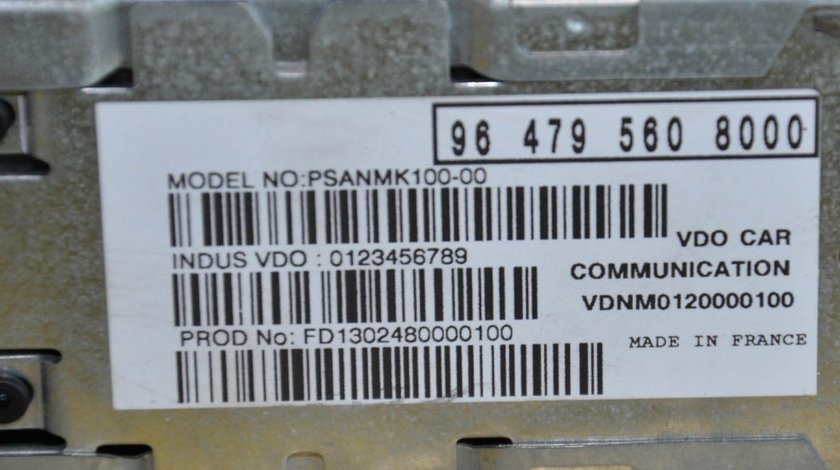 96 479 560 8000
MODEL NO:PSANMK100-00
INDUS VDO : 0123456789
VDO CAR
COMMUNICATION
VDNM0120000100
PROD No: FD1302480000100
MADE IN FRANCE